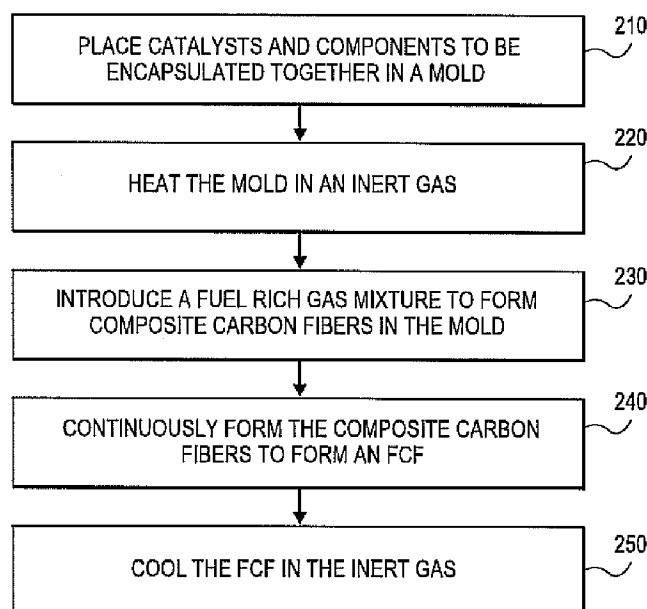 210
PLACE CATALYSTS AND COMPONENTS TO BE
ENCAPSULATED TOGETHER IN A MOLD
220
HEAT THE MOLD IN AN INERT GAS
230
INTRODUCE A FUEL RICH GAS MIXTURE TO FORM
COMPOSITE CARBON FIBERS IN THE MOLD
240
CONTINUOUSLY FORM THE COMPOSITE CARBON
FIBERS TO FORM AN FCF
250
COOL THE FCF IN THE INERT GAS